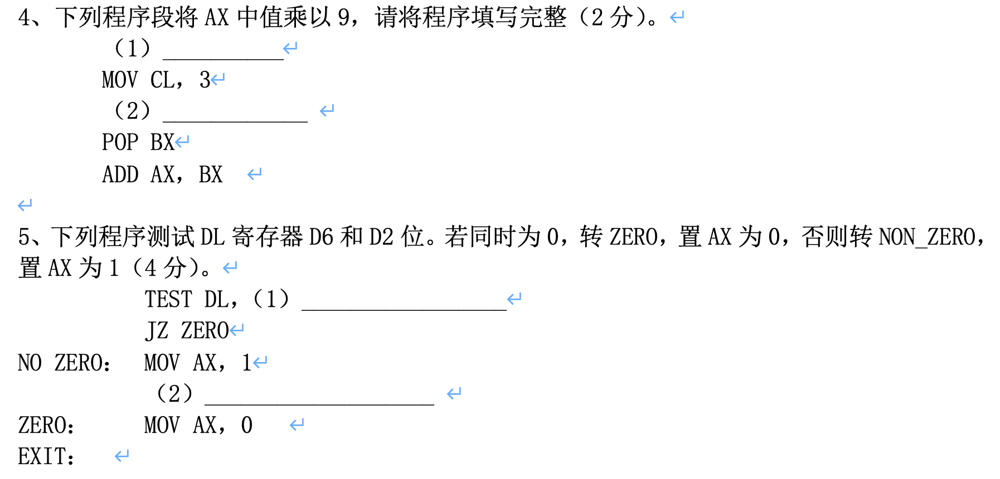 4、下列程序段将 AX 中值乘以 9，请将程序填写完整（2 分）。↵
（1）__________↵
MOV CL，3↵
（2）____________ ↵
POP BX↵
ADD AX，BX ↵
↵
5、下列程序测试 DL 寄存器 D6 和 D2 位。若同时为 0，转 ZERO，置 AX 为 0，否则转 NON_ZERO，
置 AX 为 1（4 分）。↵
TEST DL，（1）_________________↵
JZ ZERO↵
NO ZERO： MOV AX，1↵
（2）___________________ ↵
ZERO： MOV AX，0 ↵
EXIT： ↵